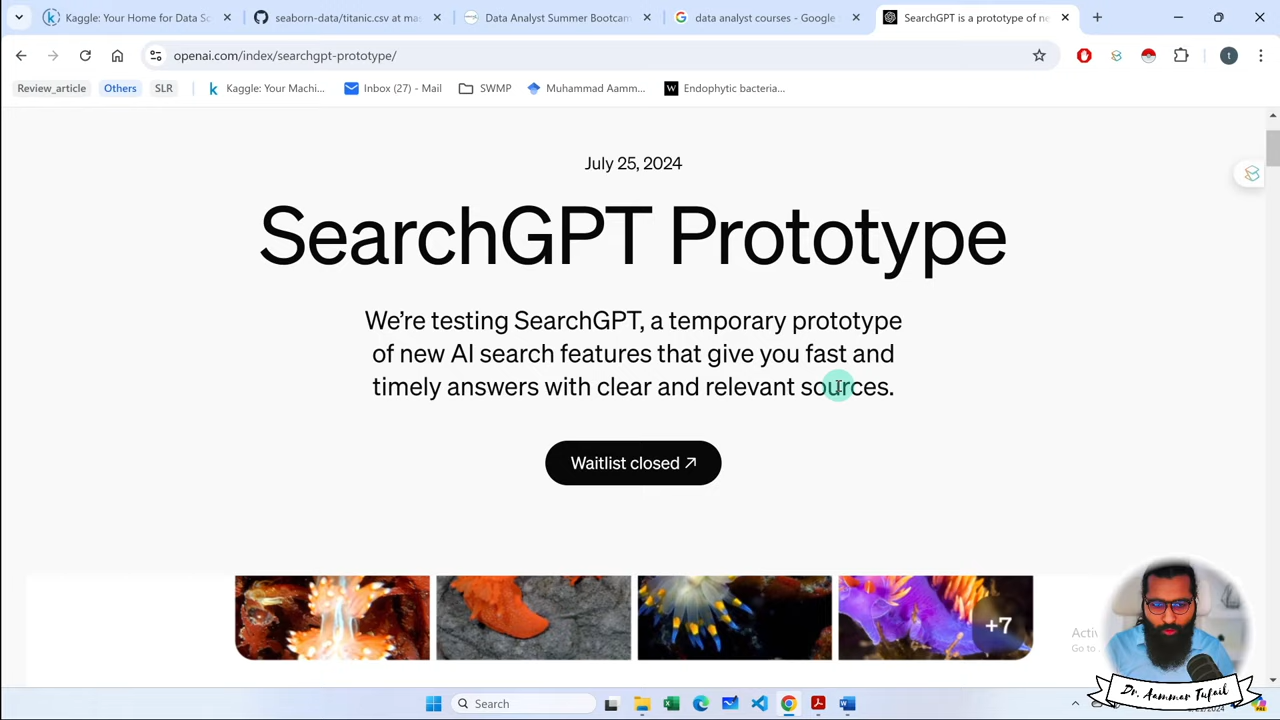 Kaggle: Your Home for Data Sc
seaborn-data/titanic.csv at ma
Data Analyst Summer Bootcam
data analyst courses - Google
SearchGPT is a prototype of ne
openai.com/index/searchgpt-prototype/
t
Review_article
Others
SLR
Kaggle: Your Machi...
Inbox (27) - Mail
SWMP
Muhammad Aamm...
Endophytic bacteria...
July 25, 2024
SearchGPT Prototype
We’re testing SearchGPT, a temporary prototype
of new AI search features that give you fast and
timely answers with clear and relevant sources.
Waitlist closed ↗
+7
Activ
Go to
Dr. Aammar Tufail
Search